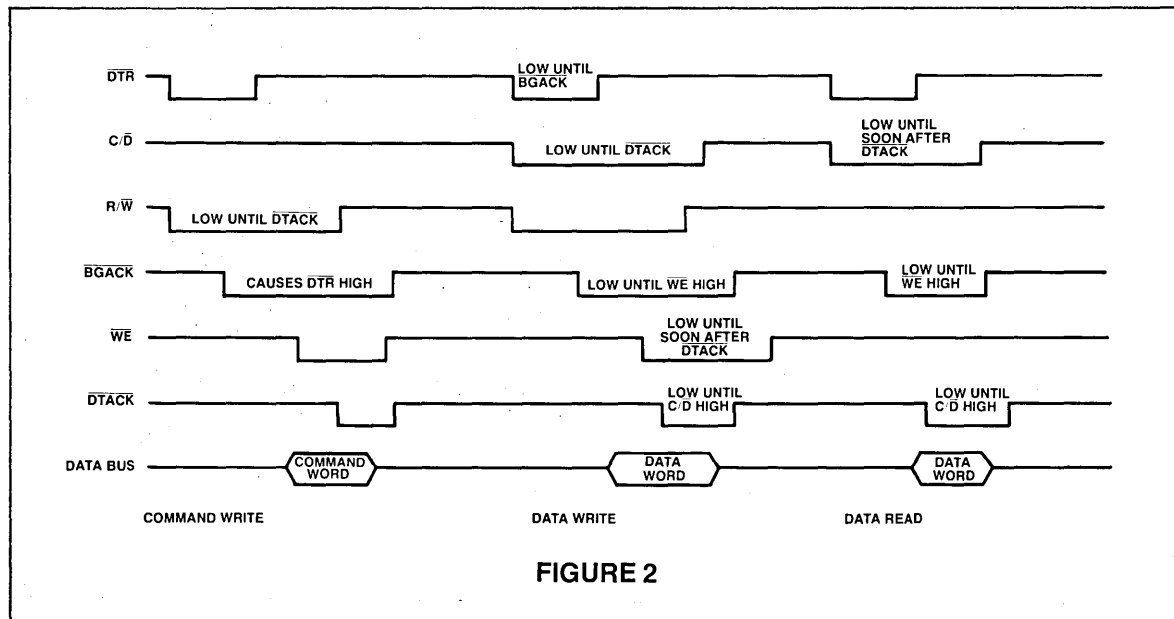 DTR
LOW UNTIL
BGACK
C/D
LOW UNTIL DTACK
LOW UNTIL
SOON AFTER
DTACK
R/W
LOW UNTIL DTACK
BGACK
CAUSES DTR HIGH
LOW UNTIL WE HIGH
LOW UNTIL
WE HIGH
WE
LOW UNTIL
SOON AFTER
DTACK
DTACK
LOW UNTIL
C/D HIGH
LOW UNTIL
C/D HIGH
DATA BUS
COMMAND
WORD
DATA
WORD
DATA
WORD
COMMAND WRITE
DATA WRITE
DATA READ
FIGURE 2